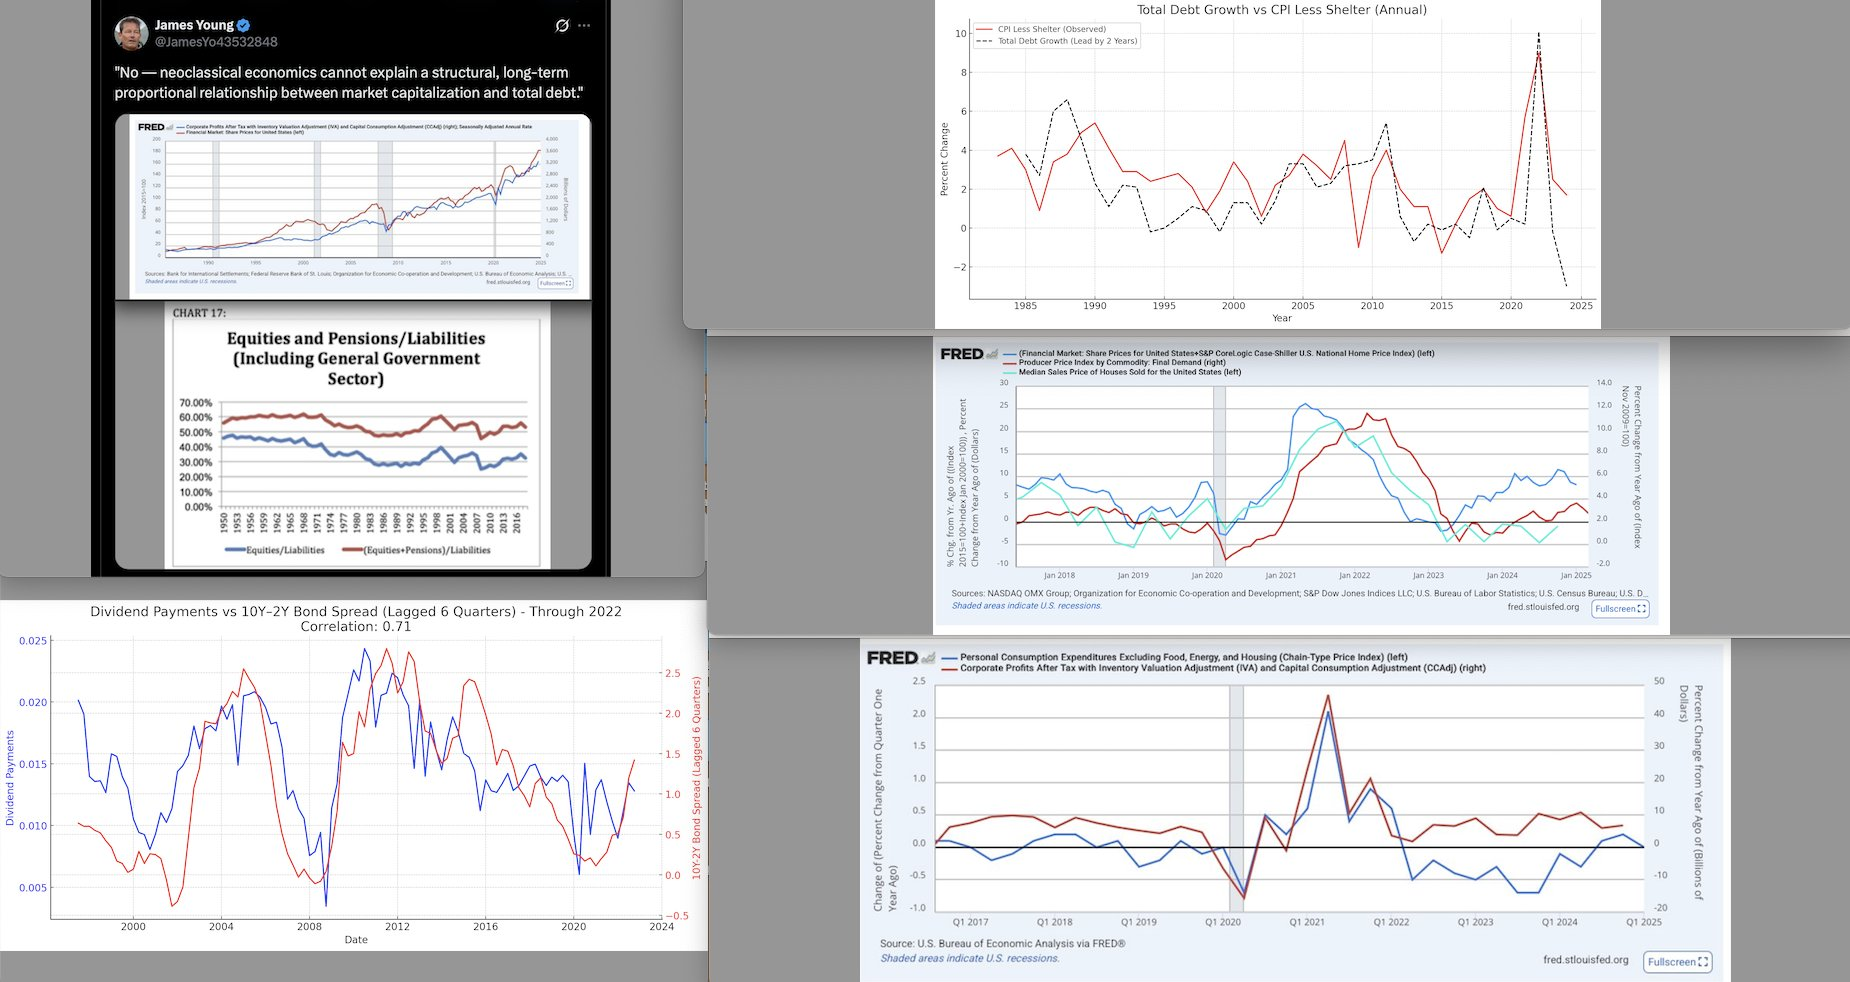 James Young
@JamesYo43532848
"No — neoclassical economics cannot explain a structural, long-term
proportional relationship between market capitalization and total debt."
FRED
Corporate Profits After Tax with Inventory Valuation Adjustment (IVA) and Capital Consumption Adjustment (CCAdj) (right); Seasonally Adjusted Annual Rate
Financial Market: Share Prices for United States (left)
200
180
160
140
120
100
80
60
40
20
0
Index 2015=100
4,000
3,600
3,200
2,800
2,400
2,000
1,600
1,200
800
400
0
Billions of Dollars
1990
1995
2000
2005
2010
2015
2020
2025
Sources: Bank for International Settlements; Federal Reserve Bank of St. Louis; Organization for Economic Co-operation and Development; U.S. Bureau of Economic Analysis; U.S. ...
Shaded areas indicate U.S. recessions.
fred.stlouisfed.org
Fullscreen
CHART 17:
Equities and Pensions/Liabilities
(Including General Government
Sector)
70.00%
60.00%
50.00%
40.00%
30.00%
20.00%
10.00%
0.00%
1950
1953
1956
1959
1962
1965
1968
1971
1974
1977
1980
1983
1986
1989
1992
1995
1998
2001
2004
2007
2010
2013
2016
Equities/Liabilities
(Equities+Pensions)/Liabilities
Dividend Payments vs 10Y–2Y Bond Spread (Lagged 6 Quarters) - Through 2022
Correlation: 0.71
0.025
0.020
0.015
0.010
0.005
Dividend Payments
2.5
2.0
1.5
1.0
0.5
0.0
−0.5
10Y-2Y Bond Spread (Lagged 6 Quarters)
2000
2004
2008
2012
2016
2020
2024
Date
Total Debt Growth vs CPI Less Shelter (Annual)
CPI Less Shelter (Observed)
Total Debt Growth (Lead by 2 Years)
10
8
6
4
2
0
−2
Percent Change
1985
1990
1995
2000
2005
2010
2015
2020
2025
Year
FRED
(Financial Market: Share Prices for United States+S&P CoreLogic Case-Shiller U.S. National Home Price Index) (left)
Producer Price Index by Commodity: Final Demand (right)
Median Sales Price of Houses Sold for the United States (left)
30
25
20
15
10
5
0
-5
-10
% Chg. from Yr. Ago of ((Index
2015=100+Index Jan 2000=100)) , Percent
Change from Year Ago of (Dollars)
14.0
12.0
10.0
8.0
6.0
4.0
2.0
0.0
-2.0
Percent Change from Year Ago of (Index
Nov 2009=100)
Jan 2018
Jan 2019
Jan 2020
Jan 2021
Jan 2022
Jan 2023
Jan 2024
Jan 2025
Sources: NASDAQ OMX Group; Organization for Economic Co-operation and Development; S&P Dow Jones Indices LLC; U.S. Bureau of Labor Statistics; U.S. Census Bureau; U.S. D...
Shaded areas indicate U.S. recessions.
fred.stlouisfed.org
Fullscreen
FRED
Personal Consumption Expenditures Excluding Food, Energy, and Housing (Chain-Type Price Index) (left)
Corporate Profits After Tax with Inventory Valuation Adjustment (IVA) and Capital Consumption Adjustment (CCAdj) (right)
2.5
2.0
1.5
1.0
0.5
0.0
-0.5
-1.0
Change of (Percent Change from Quarter One
Year Ago)
50
40
30
20
10
0
-10
-20
Percent Change from Year Ago of (Billions of
Dollars)
Q1 2017
Q1 2018
Q1 2019
Q1 2020
Q1 2021
Q1 2022
Q1 2023
Q1 2024
Q1 2025
Source: U.S. Bureau of Economic Analysis via FRED®
Shaded areas indicate U.S. recessions.
fred.stlouisfed.org
Fullscreen